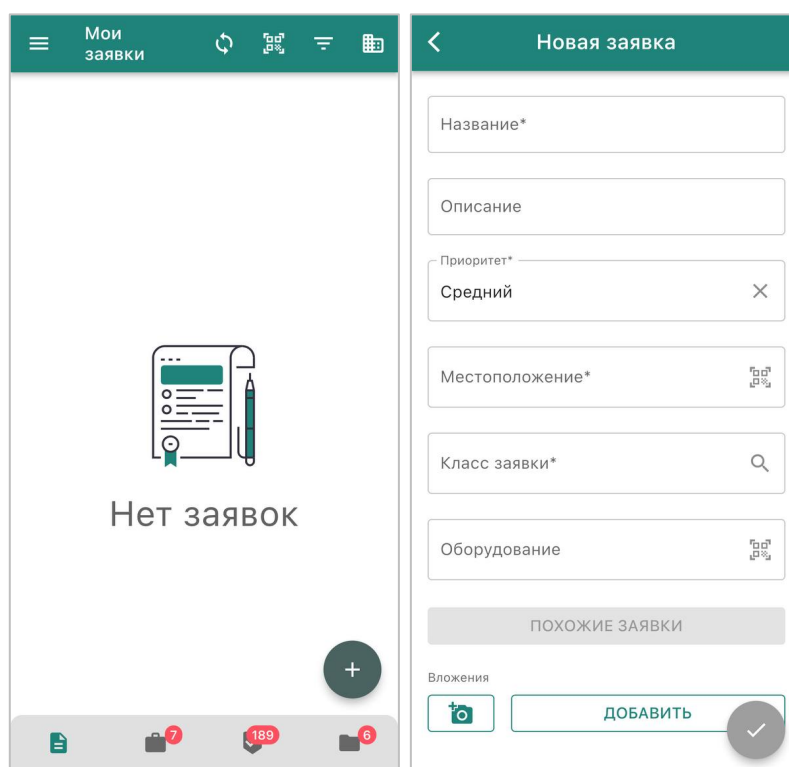 Мои
заявки
Нет заявок
7
189
6
Новая заявка
Название*
Описание
Приоритет*
Средний
Местоположение*
Класс заявки*
Оборудование
ПОХОЖИЕ ЗАЯВКИ
Вложения
ДОБАВИТЬ